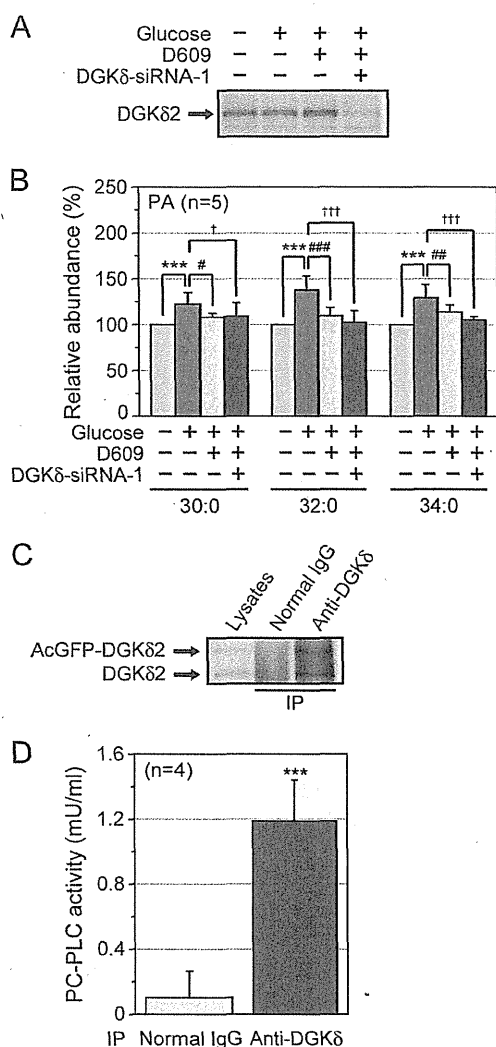 A
Glucose − + + +
D609 − − + +
DGKδ-siRNA-1 − − − +
DGKδ2
B
PA (n=5)
Relative abundance (%)
250
200
150
100
50
0
*** # †
*** ### †††
*** ## †††
Glucose − + + + − + + + − + + +
D609 − − + + − − + + − − + +
DGKδ-siRNA-1 − − − + − − − + − − − +
30:0 32:0 34:0
C
Lysates
Normal IgG
Anti-DGKδ
AcGFP-DGKδ2
DGKδ2
IP
D
(n=4)
PC-PLC activity (mU/ml)
1.6
1.2
0.8
0.4
0
***
IP Normal IgG Anti-DGKδ